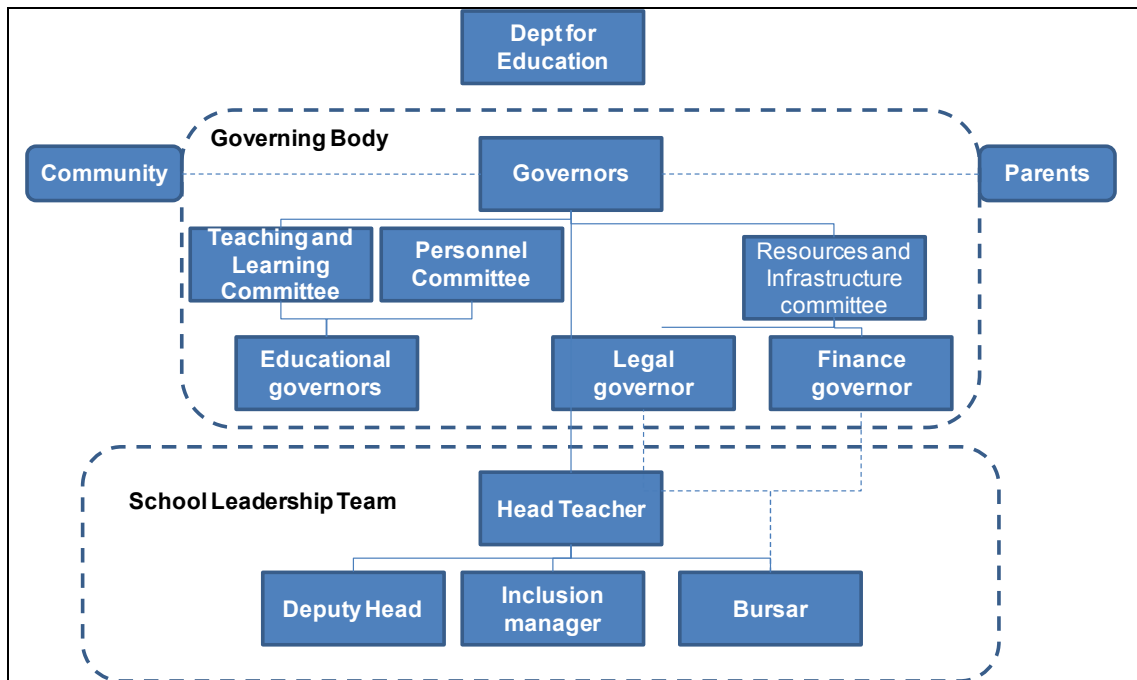 Dept for
Education
Governing Body
Community
Governors
Parents
Teaching and
Learning
Committee
Personnel
Committee
Resources and
Infrastructure
committee
Educational
governors
Legal
governor
Finance
governor
School Leadership Team
Head Teacher
Deputy Head
Inclusion
manager
Bursar